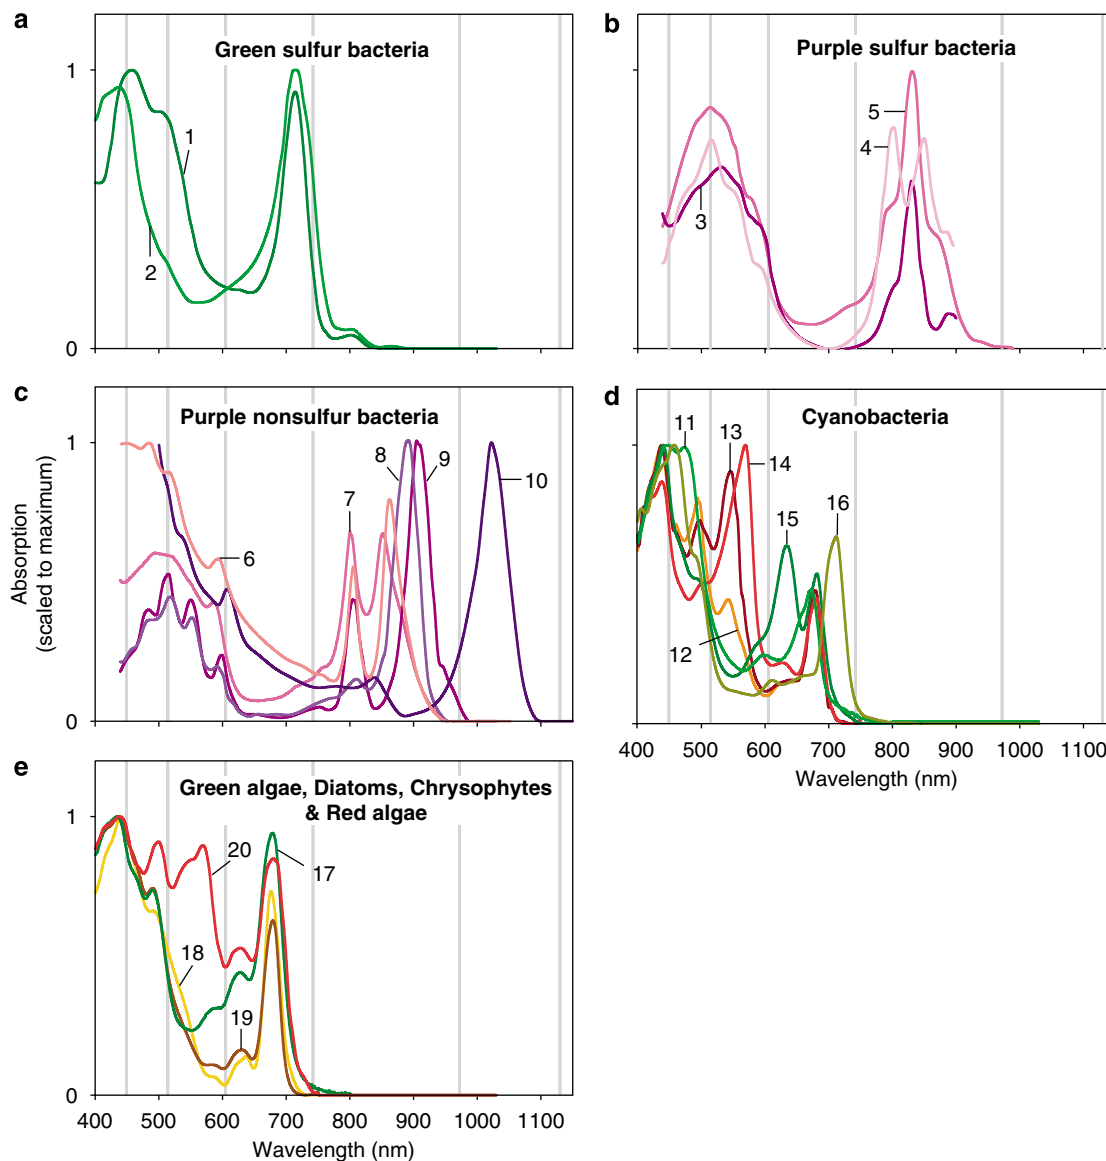 a
Green sulfur bacteria
1
0
1
2
b
Purple sulfur bacteria
5
4
3
c
Purple nonsulfur bacteria
1
0
Absorption
(scaled to maximum)
6
7
8
9
10
d
Cyanobacteria
11
13
14
15
16
12
400 500 600 700 800 900 1000 1100
Wavelength (nm)
e
Green algae, Diatoms, Chrysophytes
& Red algae
1
0
20
17
18
19
400 500 600 700 800 900 1000 1100
Wavelength (nm)